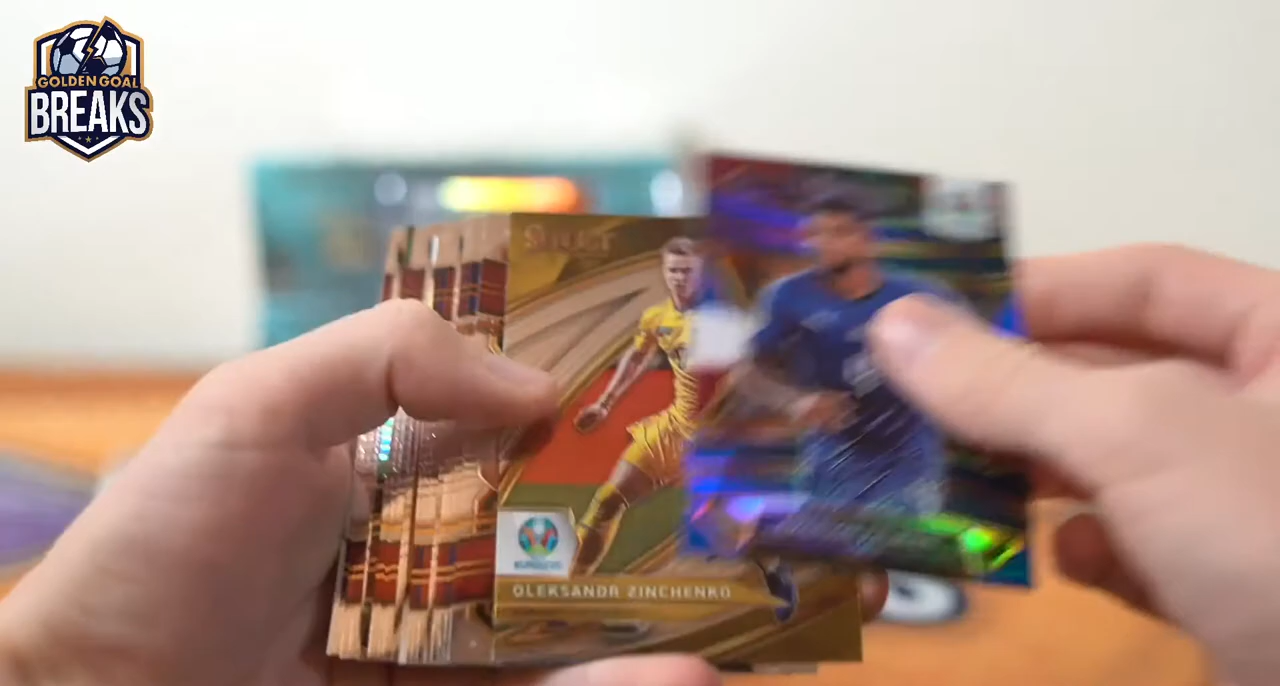 GOLDEN GOAL
BREAKS
SELECT
EURO2020
OLEKSANDR ZINCHENKO